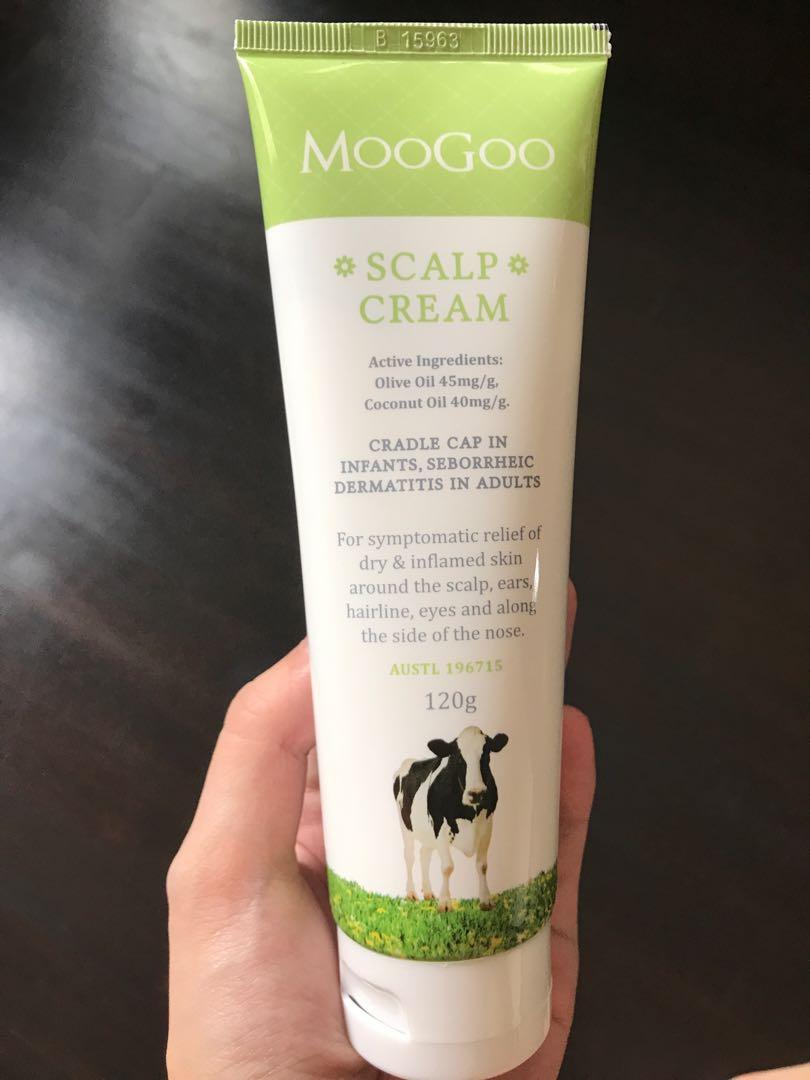 B 15963
MOOGOO
SCALP
CREAM
Active Ingredients:
Olive Oil 45mg/g,
Coconut Oil 40mg/g.
CRADLE CAP IN
INFANTS, SEBORRHEIC
DERMATITIS IN ADULTS
For symptomatic relief of
dry & inflamed skin
around the scalp, ears,
hairline, eyes and along
the side of the nose.
AUSTL 196715
120g